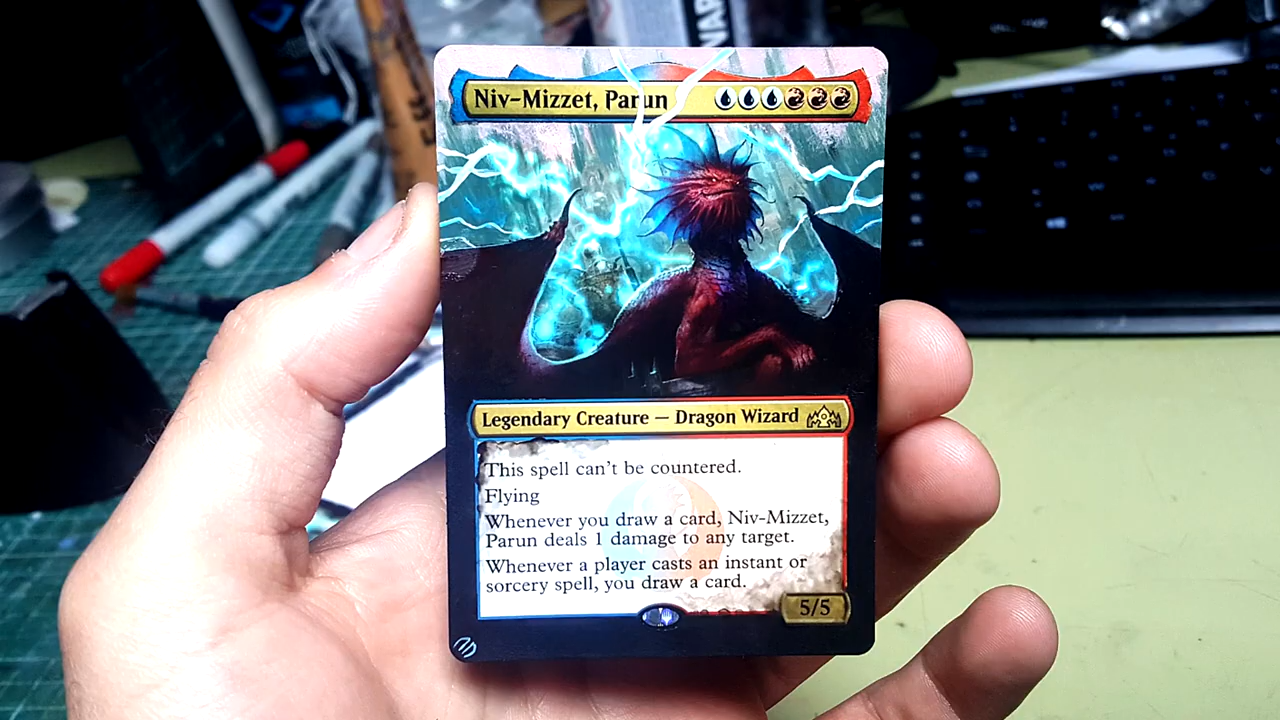 Niv-Mizzet, Parun
Legendary Creature — Dragon Wizard
This spell can't be countered.
Flying
Whenever you draw a card, Niv-Mizzet,
Parun deals 1 damage to any target.
Whenever a player casts an instant or
sorcery spell, you draw a card.
5/5